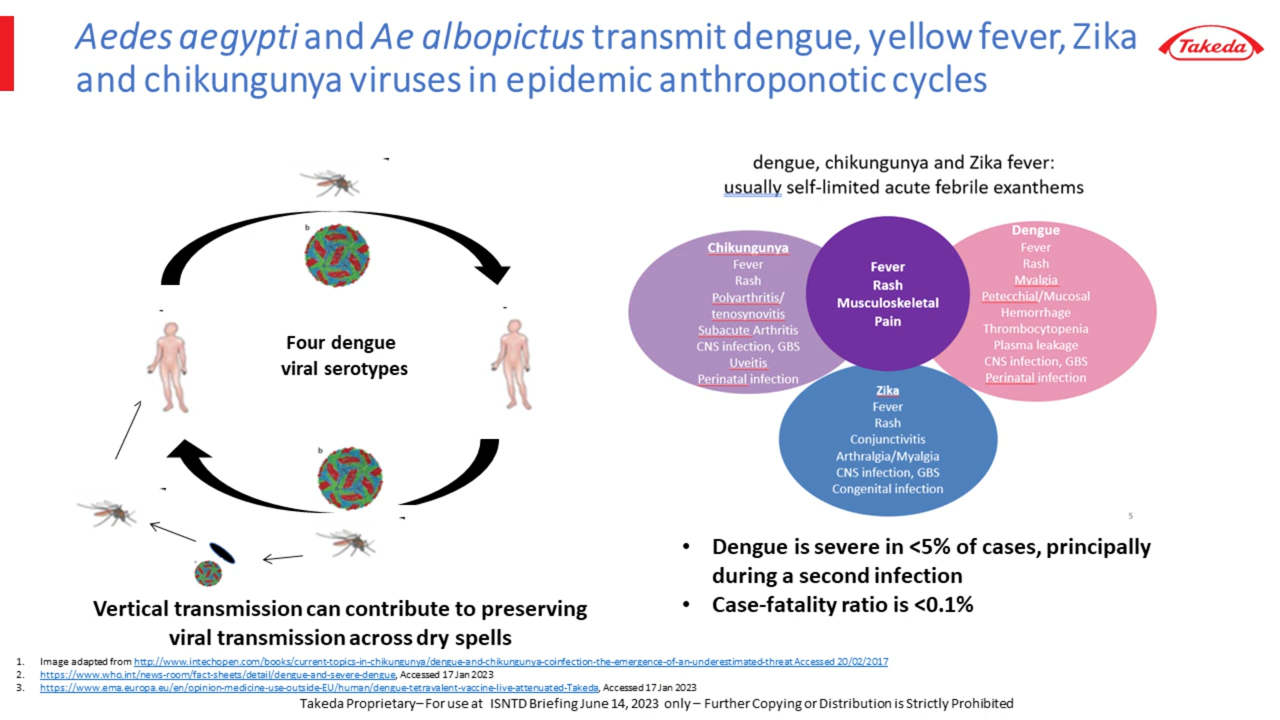 Aedes aegypti and Ae albopictus transmit dengue, yellow fever, Zika
and chikungunya viruses in epidemic anthroponotic cycles
Takeda
b
Four dengue
viral serotypes
b
Vertical transmission can contribute to preserving
viral transmission across dry spells
dengue, chikungunya and Zika fever:
usually self-limited acute febrile exanthems
Chikungunya
Fever
Rash
Polyarthritis/
tenosynovitis
Subacute Arthritis
CNS infection, GBS
Uveitis
Perinatal infection
Fever
Rash
Musculoskeletal
Pain
Dengue
Fever
Rash
Myalgia
Petecchial/Mucosal
Hemorrhage
Thrombocytopenia
Plasma leakage
CNS infection, GBS
Perinatal infection
Zika
Fever
Rash
Conjunctivitis
Arthralgia/Myalgia
CNS infection, GBS
Congenital infection
5
• Dengue is severe in <5% of cases, principally
during a second infection
• Case-fatality ratio is <0.1%
1. Image adapted from http://www.intechopen.com/books/current-topics-in-chikungunya/dengue-and-chikungunya-coinfection-the-emergence-of-an-underestimated-threat Accessed 20/02/2017
2. https://www.who.int/news-room/fact-sheets/detail/dengue-and-severe-dengue, Accessed 17 Jan 2023
3. https://www.ema.europa.eu/en/opinion-medicine-use-outside-EU/human/dengue-tetravalent-vaccine-live-attenuated-Takeda, Accessed 17 Jan 2023
Takeda Proprietary– For use at ISNTD Briefing June 14, 2023 only – Further Copying or Distribution is Strictly Prohibited